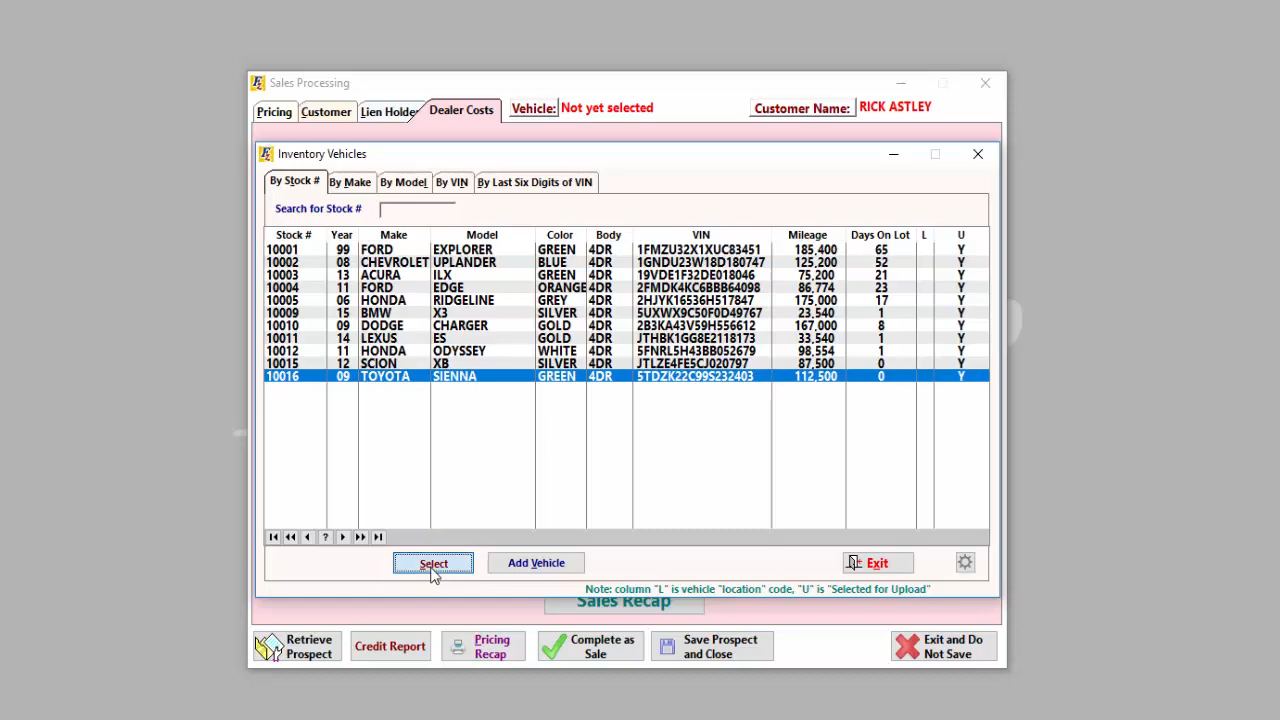 Sales Processing
Pricing Customer Lien Holde Dealer Costs Vehicle: Not yet selected Customer Name: RICK ASTLEY
Inventory Vehicles
By Stock # By Make By Model By VIN By Last Six Digits of VIN
Search for Stock #
Stock # Year Make Model Color Body VIN Mileage Days On Lot L U
10001 99 FORD EXPLORER GREEN 4DR 1FMZU32X1XUC83451 185,400 65 Y
10002 08 CHEVROLET UPLANDER BLUE 4DR 1GNDU23W18D180747 125,200 52 Y
10003 13 ACURA ILX GREEN 4DR 19VDE1F32DE018046 75,200 21 Y
10004 11 FORD EDGE ORANGE 4DR 2FMDK4KC6BBB64098 86,774 23 Y
10005 06 HONDA RIDGELINE GREY 4DR 2HJYK16536H517847 175,000 17 Y
10009 15 BMW X3 SILVER 4DR 5UXWX9C50F0D49767 23,540 1 Y
10010 09 DODGE CHARGER GOLD 4DR 2B3KA43V59H556612 167,000 8 Y
10011 14 LEXUS ES GOLD 4DR JTHBK1GG8E2118173 33,540 1 Y
10012 11 HONDA ODYSSEY WHITE 4DR 5FNRL5H43BB052679 98,554 1 Y
10015 12 SCION XB SILVER 4DR JTLZE4FE5CJ020797 87,500 0 Y
10016 09 TOYOTA SIENNA GREEN 4DR 5TDZK22C99S232403 112,500 0 Y
?
Select Add Vehicle Exit
Note: column "L" is vehicle "location" code, "U" is "Selected for Upload"
Sales Recap
Retrieve Prospect Credit Report Pricing Recap Complete as Sale Save Prospect and Close Exit and Do Not Save